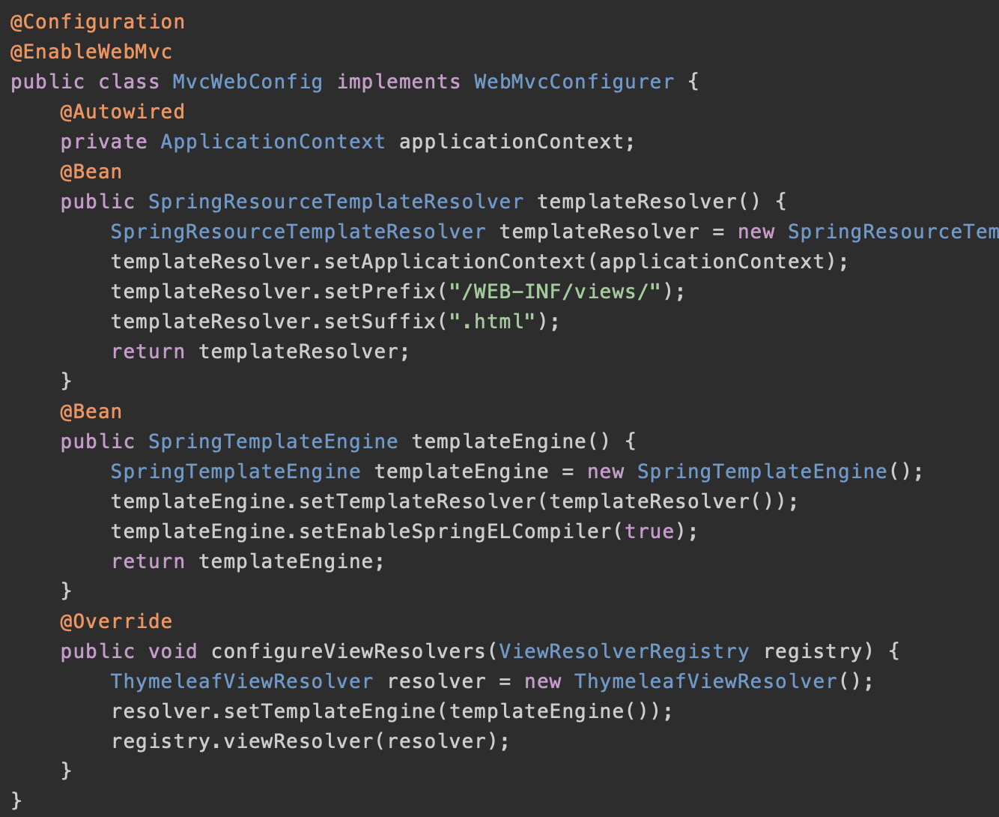 @Configuration
@EnableWebMvc
public class MvcWebConfig implements WebMvcConfigurer {
    @Autowired
    private ApplicationContext applicationContext;
    @Bean
    public SpringResourceTemplateResolver templateResolver() {
        SpringResourceTemplateResolver templateResolver = new SpringResourceTem
        templateResolver.setApplicationContext(applicationContext);
        templateResolver.setPrefix("/WEB-INF/views/");
        templateResolver.setSuffix(".html");
        return templateResolver;
    }
    @Bean
    public SpringTemplateEngine templateEngine() {
        SpringTemplateEngine templateEngine = new SpringTemplateEngine();
        templateEngine.setTemplateResolver(templateResolver());
        templateEngine.setEnableSpringELCompiler(true);
        return templateEngine;
    }
    @Override
    public void configureViewResolvers(ViewResolverRegistry registry) {
        ThymeleafViewResolver resolver = new ThymeleafViewResolver();
        resolver.setTemplateEngine(templateEngine());
        registry.viewResolver(resolver);
    }
}